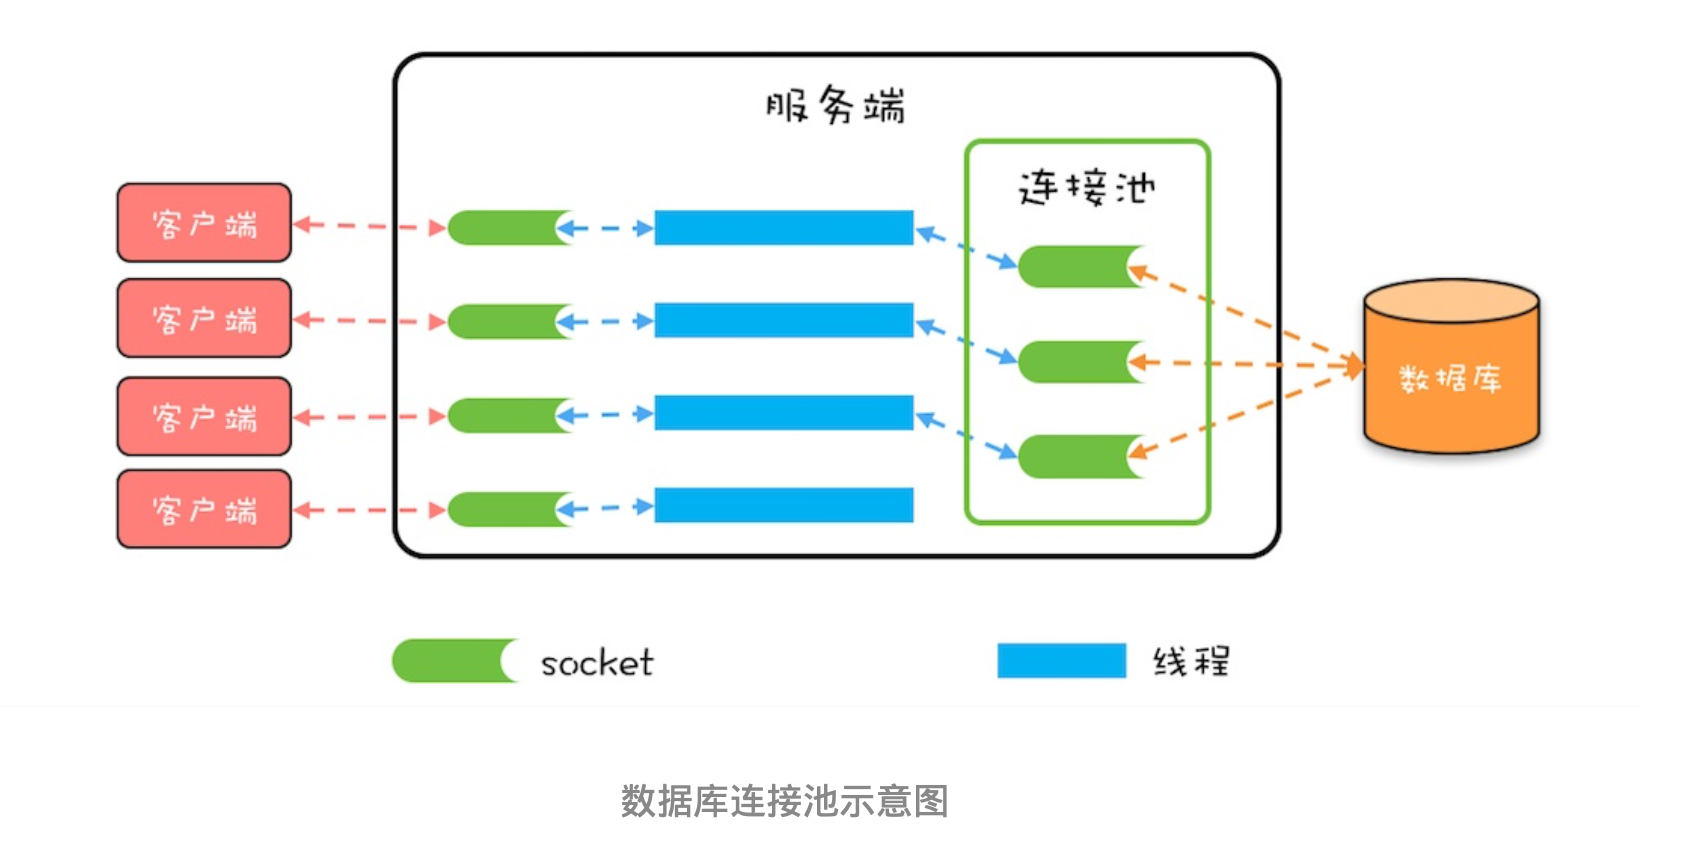 服务端
连接池
客户端
客户端
客户端
客户端
数据库
socket
线程
数据库连接池示意图